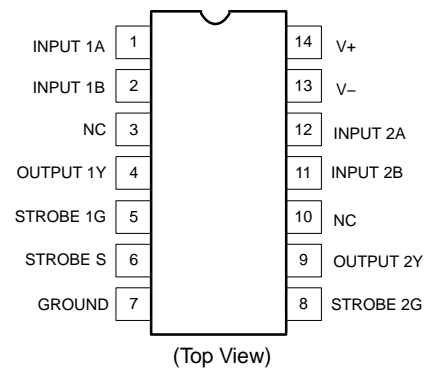 INPUT 1A 1 14 V+
INPUT 1B 2 13 V−
NC 3 12 INPUT 2A
OUTPUT 1Y 4 11 INPUT 2B
STROBE 1G 5 10 NC
STROBE S 6 9 OUTPUT 2Y
GROUND 7 8 STROBE 2G
(Top View)